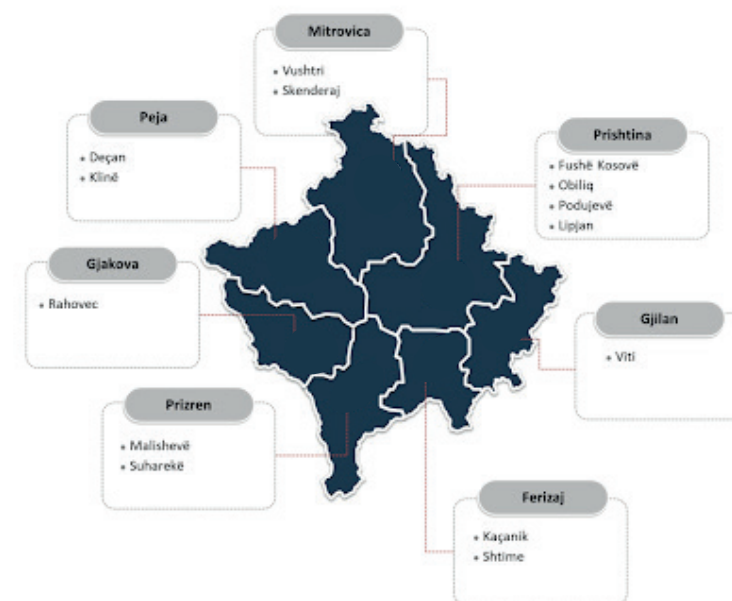 Mitrovica
• Vushtri
• Skenderaj
Peja
• Deçan
• Klinë
Prishtina
• Fushë Kosovë
• Obiliq
• Podujevë
• Lipjan
Gjakova
• Rahovec
Gjilan
• Viti
Prizren
• Malishevë
• Suharekë
Ferizaj
• Kaçanik
• Shtime